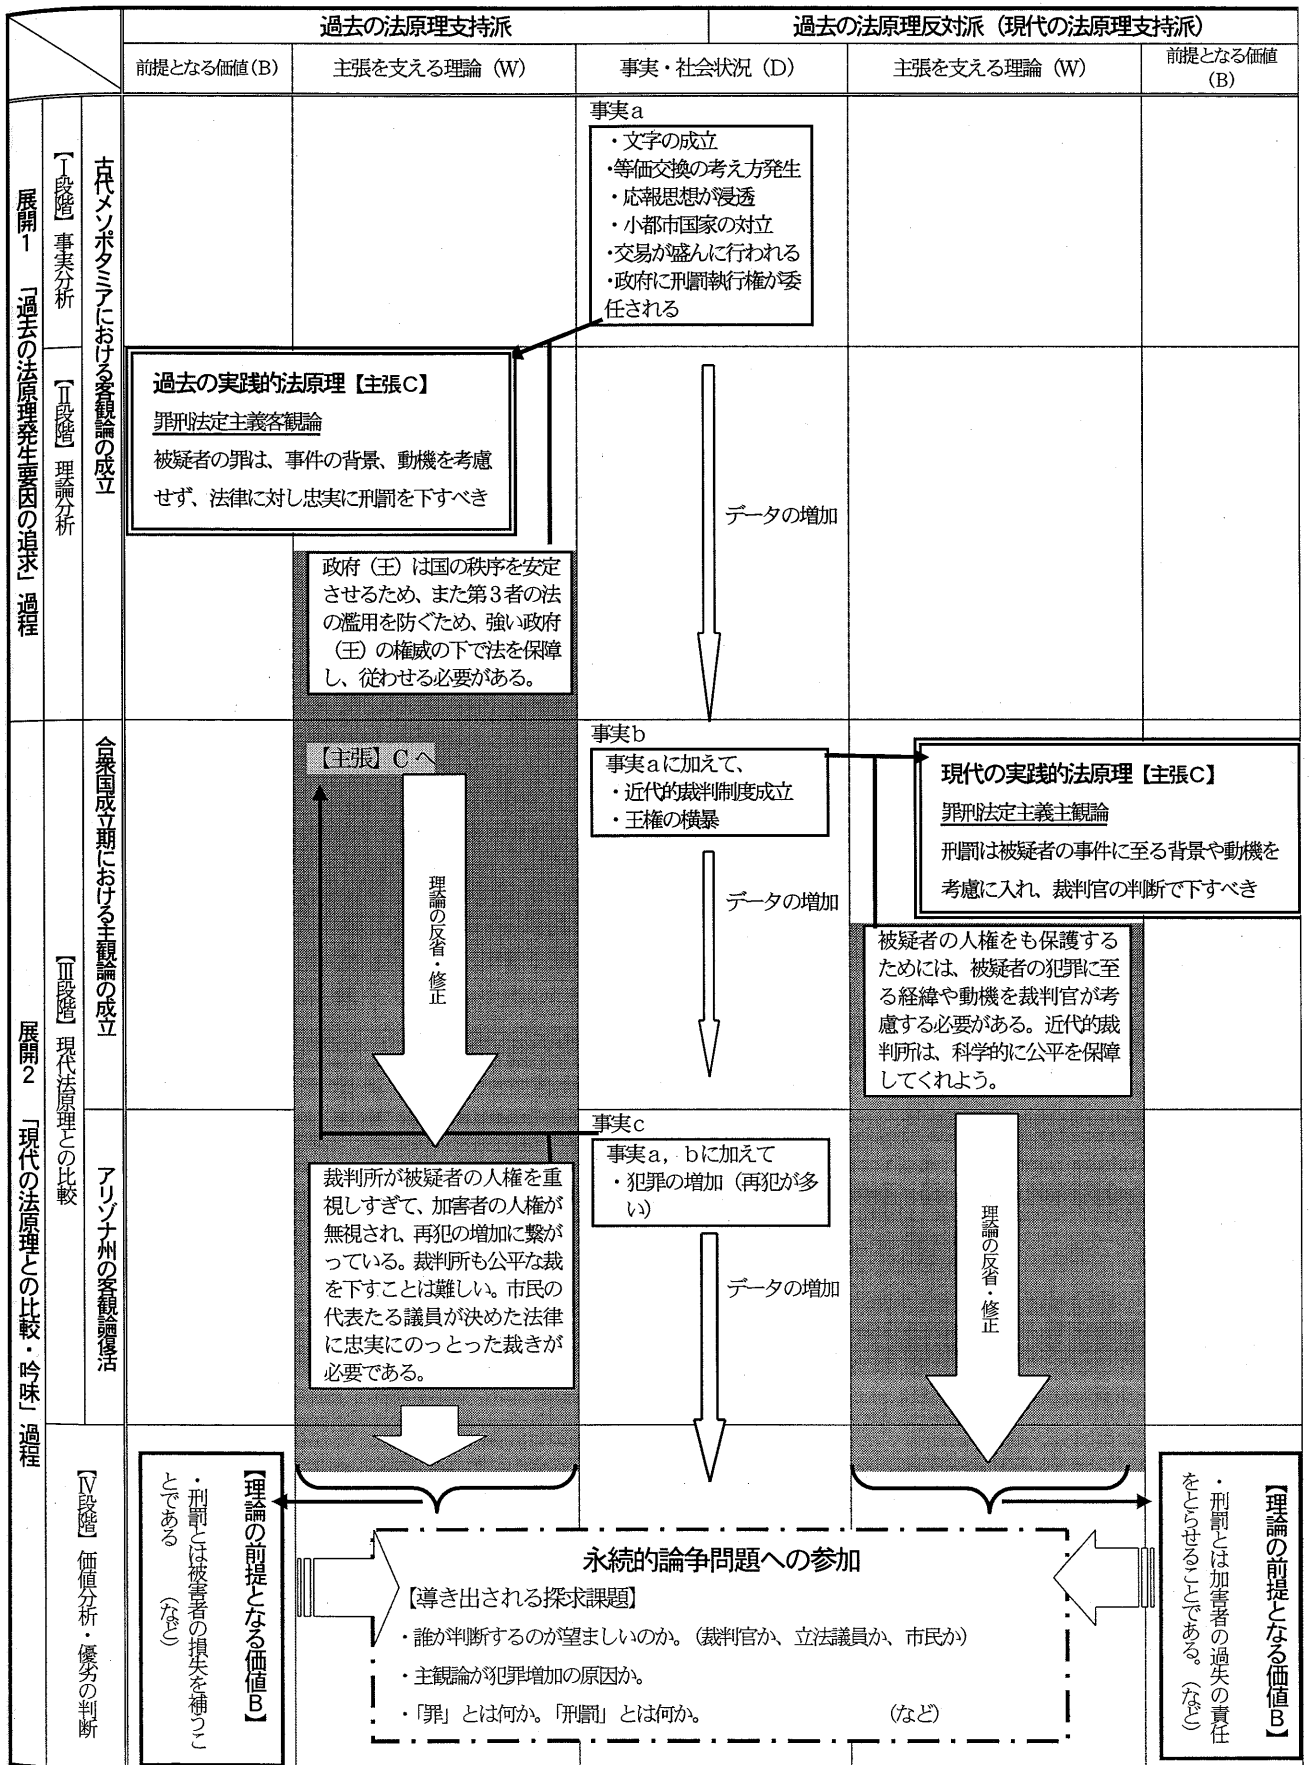 過去の法原理支持派
過去の法原理反対派（現代の法原理支持派）
前提となる価値(B)
主張を支える理論（W）
事実・社会状況（D）
主張を支える理論（W）
前提となる価値
（B）
展開1　「過去の法原理発生要因の追求」過程
【Ⅰ段階】事実分析
【Ⅱ段階】理論分析
古代メソポタミアにおける客観論の成立
事実a
・文字の成立
・等価交換の考え方発生
・応報思想が浸透
・小都市国家の対立
・交易が盛んに行われる
・政府に刑罰執行権が委
任される
過去の実践的法原理【主張C】
罪刑法定主義客観論
被疑者の罪は、事件の背景、動機を考慮
せず、法律に対し忠実に刑罰を下すべき
データの増加
政府（王）は国の秩序を安定
させるため、また第3者の法
の濫用を防ぐため、強い政府
（王）の権威の下で法を保障
し、従わせる必要がある。
展開2　「現代の法原理との比較・吟味」過程
【Ⅲ段階】現代法原理との比較
合衆国成立期における主観論の成立
【主張】Cへ
理論の反省・修正
事実b
事実aに加えて、
・近代的裁判制度成立
・王権の横暴
データの増加
現代の実践的法原理【主張C】
罪刑法定主義主観論
刑罰は被疑者の事件に至る背景や動機を
考慮に入れ、裁判官の判断で下すべき
被疑者の人権をも保護する
ためには、被疑者の犯罪に至
る経緯や動機を裁判官が考
慮する必要がある。近代的裁
判所は、科学的に公平を保障
してくれよう。
アリゾナ州の客観論復活
事実c
事実a，bに加えて
・犯罪の増加（再犯が多
い）
裁判所が被疑者の人権を重
視しすぎて、加害者の人権が
無視され、再犯の増加に繋が
っている。裁判所も公平な裁
を下すことは難しい。市民の
代表たる議員が決めた法律
に忠実にのっとった裁きが
必要である。
データの増加
理論の反省・修正
【Ⅳ段階】価値分析・優劣の判断
【理論の前提となる価値B】
・刑罰とは被害者の損失を補うこ
とである　（など）
永続的論争問題への参加
【導き出される探求課題】
・誰が判断するのが望ましいのか。（裁判官か、立法議員か、市民か）
・主観論が犯罪増加の原因か。
・「罪」とは何か。「刑罰」とは何か。　（など）
【理論の前提となる価値B】
・刑罰とは加害者の過失の責任
をとらせることである。（など）